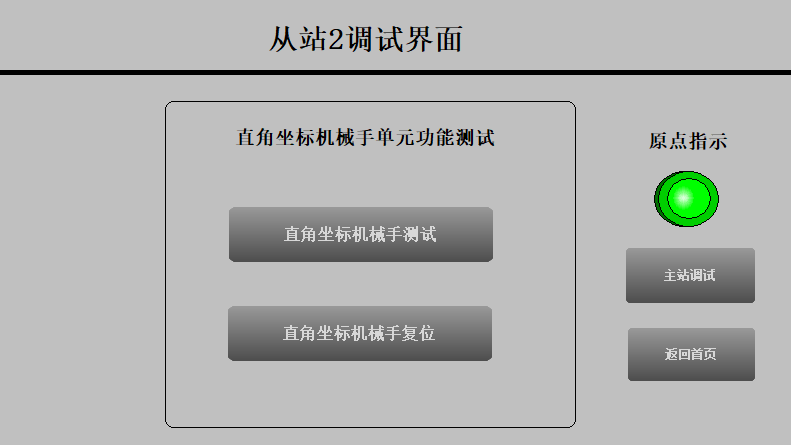 从站2调试界面
直角坐标机械手单元功能测试
原点指示
直角坐标机械手测试
主站调试
直角坐标机械手复位
返回首页